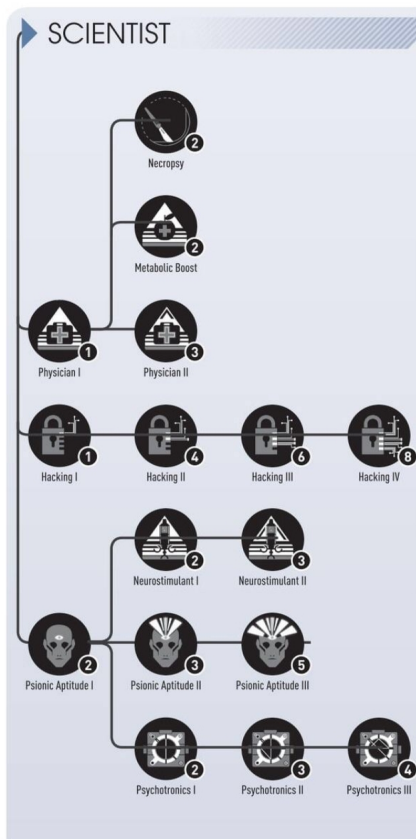 SCIENTIST
2
Necropsy
2
Metabolic Boost
1
Physician I
3
Physician II
1
Hacking I
4
Hacking II
6
Hacking III
8
Hacking IV
2
Neurostimulant I
3
Neurostimulant II
2
Psionic Aptitude I
3
Psionic Aptitude II
5
Psionic Aptitude III
2
Psychotronics I
3
Psychotronics II
4
Psychotronics III